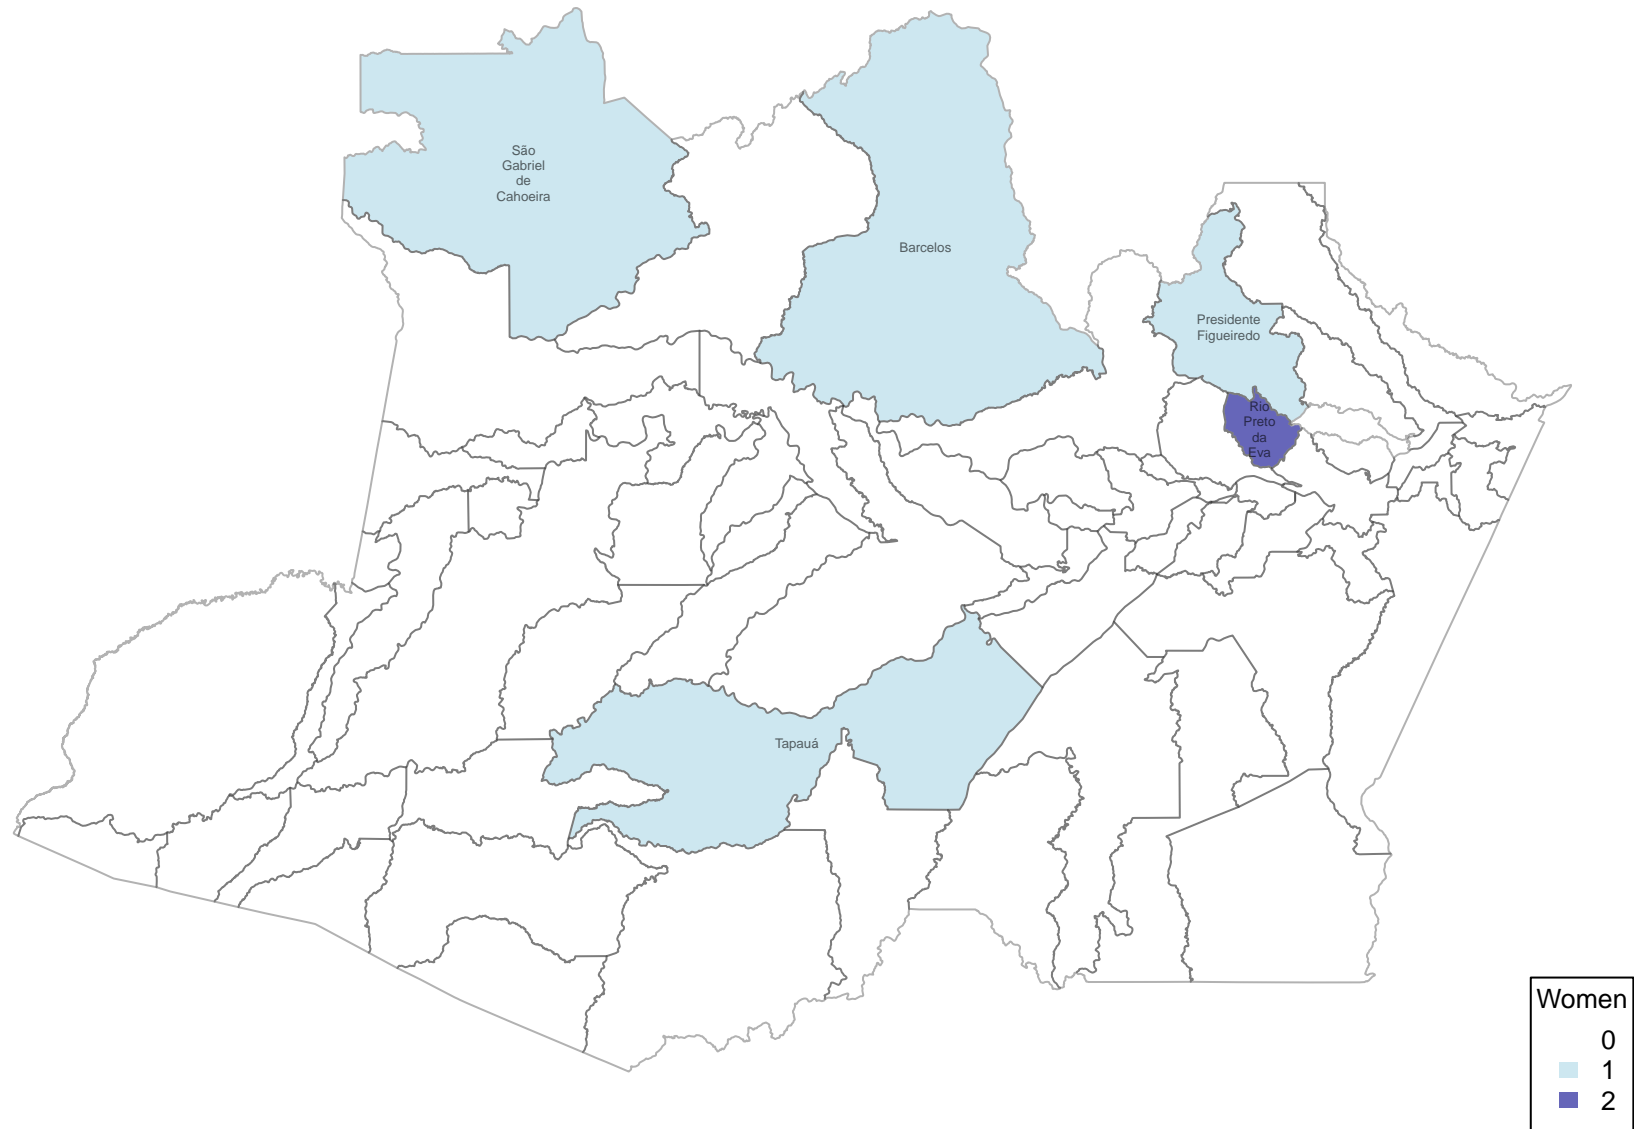 São
Gabriel
de
Cahoeira
Barcelos
Presidente
Figueiredo
Rio
Preto
da
Eva
Tapauá
Women
0
1
2